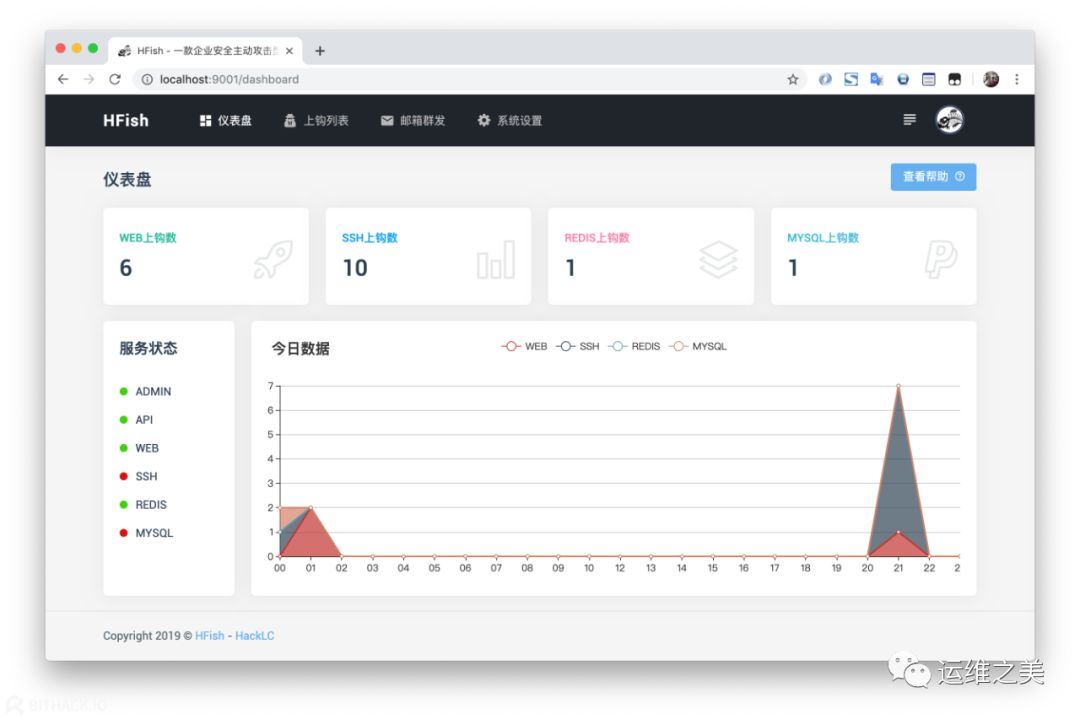 HFish - 一款企业安全主动攻击
localhost:9001/dashboard
HFish 仪表盘 上钩列表 邮箱群发 系统设置
仪表盘 查看帮助
WEB上钩数 SSH上钩数 REDIS上钩数 MYSQL上钩数
6 10 1 1
服务状态
ADMIN
API
WEB
SSH
REDIS
MYSQL
今日数据 WEB SSH REDIS MYSQL
7
6
5
4
3
2
1
0
00 01 02 03 04 05 06 07 08 09 10 12 13 14 15 16 17 18 19 20 21 22 2
Copyright 2019 © HFish - HackLC
运维之美
BITHACK.IO